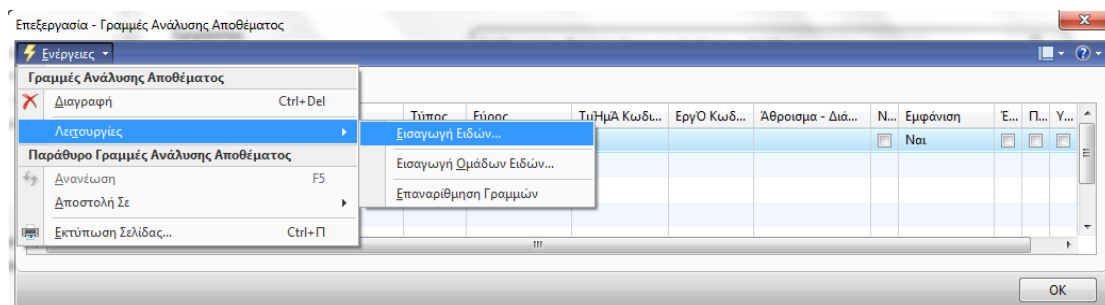 Επεξεργασία - Γραμμές Ανάλυσης Αποθέματος
Ενέργειες
Γραμμές Ανάλυσης Αποθέματος
Διαγραφή Ctrl+Del
Τύπος Εύρος ΤμΉμΆ Κωδι... ΕργΌ Κωδ... Άθροισμα - Διά... Ν... Εμφάνιση Έ... Π... Υ...
Λειτουργίες
Εισαγωγή Ειδών...
Ναι
Παράθυρο Γραμμές Ανάλυσης Αποθέματος
Εισαγωγή Ομάδων Ειδών...
Ανανέωση F5
Επαναρίθμηση Γραμμών
Αποστολή Σε
Εκτύπωση Σελίδας... Ctrl+Π
OK